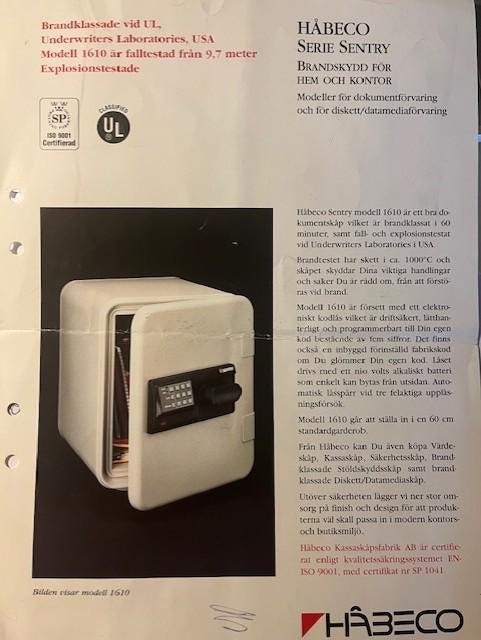 Brandklassade vid UL,
Underwriters Laboratories, USA
Modell 1610 är falltestad från 9,7 meter
Explosionstestade
SP
ISO 9001
Certifierad
CLASSIFIED
UL
®
HÅBECO
SERIE SENTRY
BRANDSKYDD FÖR
HEM OCH KONTOR
Modeller för dokumentförvaring
och för diskett/datamediaförvaring
Håbeco Sentry modell 1610 är ett bra do-
kumentskåp vilket är brandklassat i 60
minuter, samt fall- och explosionstestat
vid Underwriters Laboratories i USA.
Brandtestet har skett i ca. 1000°C och
skåpet skyddar Dina viktiga handlingar
och saker Du är rädd om, från att förstö-
ras vid brand.
Modell 1610 är försett med ett elektro-
niskt kodlås vilket är driftsäkert, lätthan-
terligt och programmerbart till Din egen
kod bestående av fem siffror. Det finns
också en inbyggd förinställd fabrikskod
om Du glömmer Din egen kod. Låset
drivs med ett nio volts alkaliskt batteri
som enkelt kan bytas från utsidan. Auto-
matisk låsspärr vid tre felaktiga upplås-
ningsförsök.
Modell 1610 går att ställa in i en 60 cm
standardgarderob.
Från Håbeco kan Du även köpa Värde-
skåp, Kassaskåp, Säkerhetsskåp, Brand-
klassade Stöldskyddsskåp samt brand-
klassade Diskett/Datamediaskåp.
Utöver säkerheten lägger vi ner stor om-
sorg på finish och design för att produk-
terna väl skall passa in i modern kontors-
och butiksmiljö.
Håbeco Kassaskåpsfabrik AB är certifie-
rat enligt kvalitetssäkringssystemet EN-
ISO 9001, med certifikat nr SP 1041.
Bilden visar modell 1610
HÅBECO